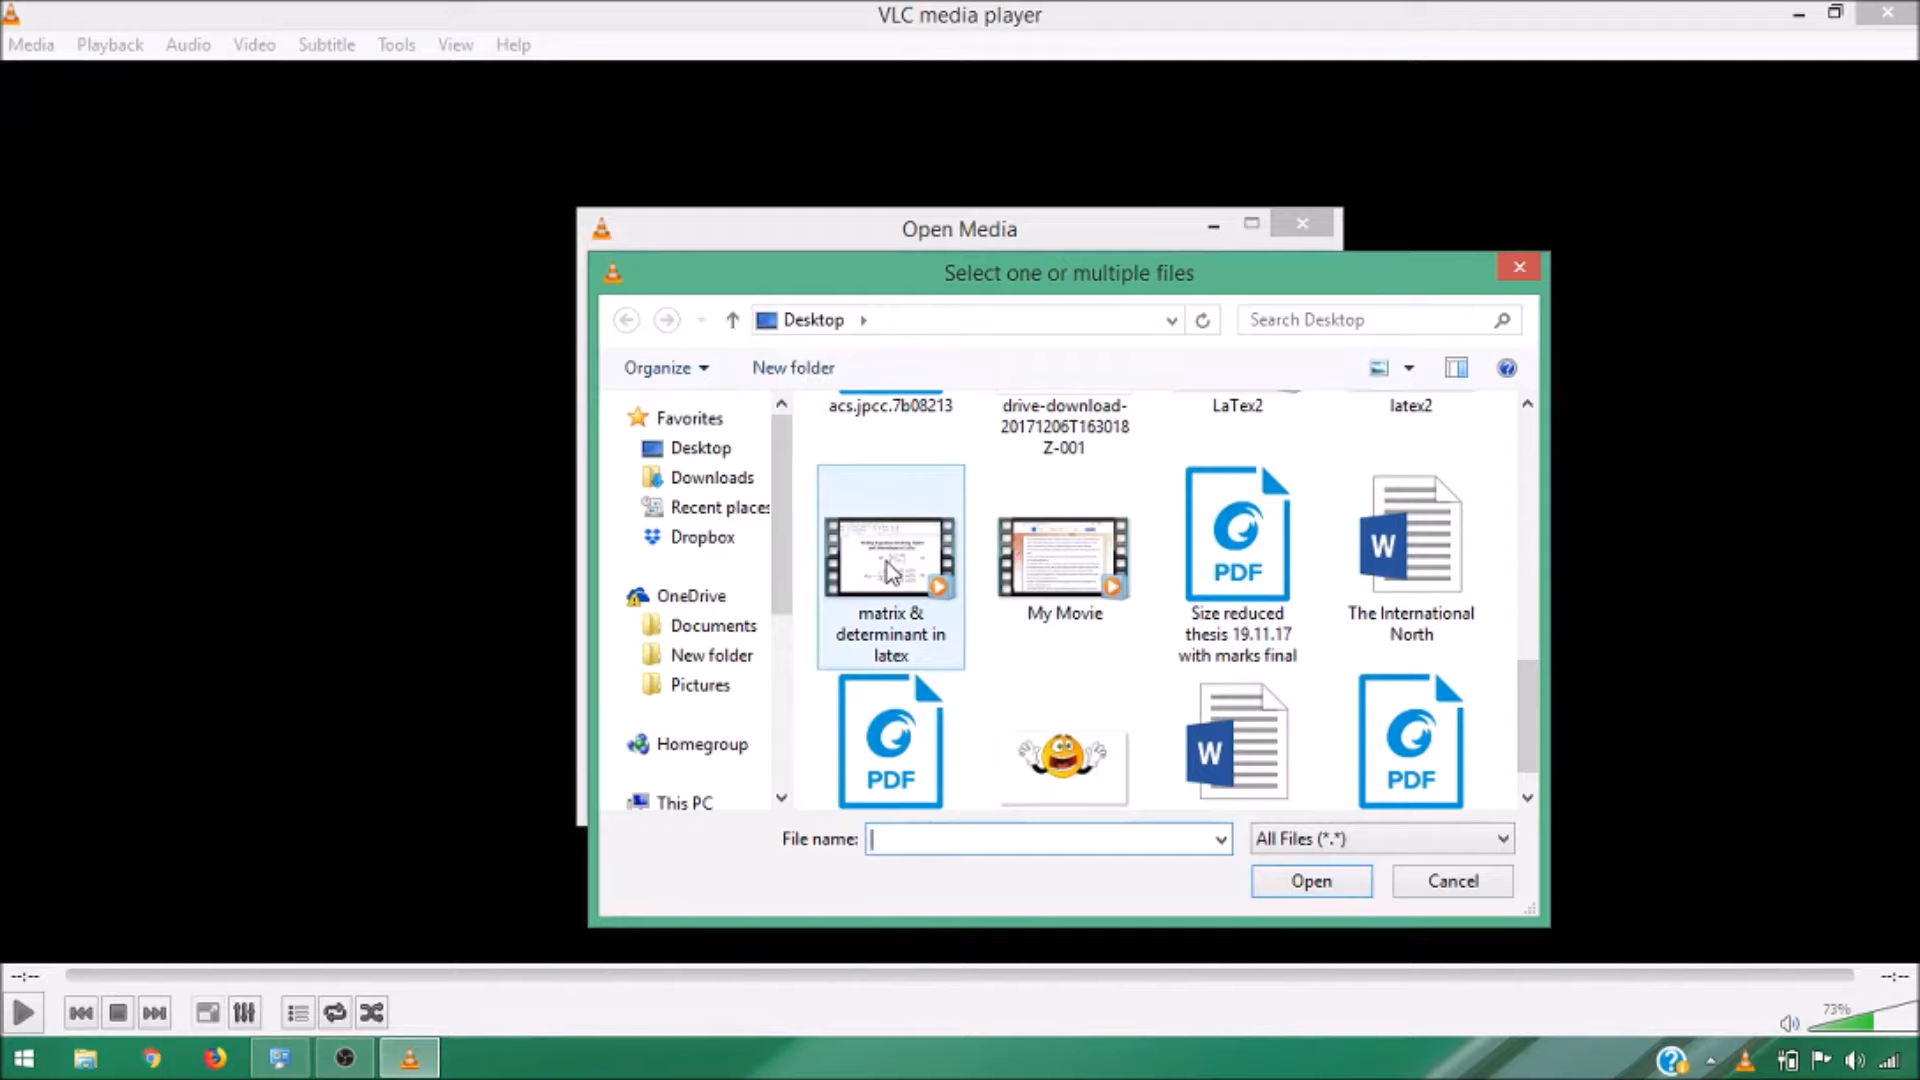 VLC media player
Media Playback Audio Video Subtitle Tools View Help
Open Media
Select one or multiple files
Desktop
Search Desktop
Organize
New folder
Favorites
Desktop
Downloads
Recent places
Dropbox
OneDrive
Documents
New folder
Pictures
Homegroup
This PC
acs.jpcc.7b08213
drive-download-
20171206T163018
Z-001
LaTex2
latex2
matrix &
determinant in
latex
My Movie
PDF
Size reduced
thesis 19.11.17
with marks final
W
The International
North
PDF
W
PDF
File name:
All Files (*.*)
Open
Cancel
--:--
--:--
73%